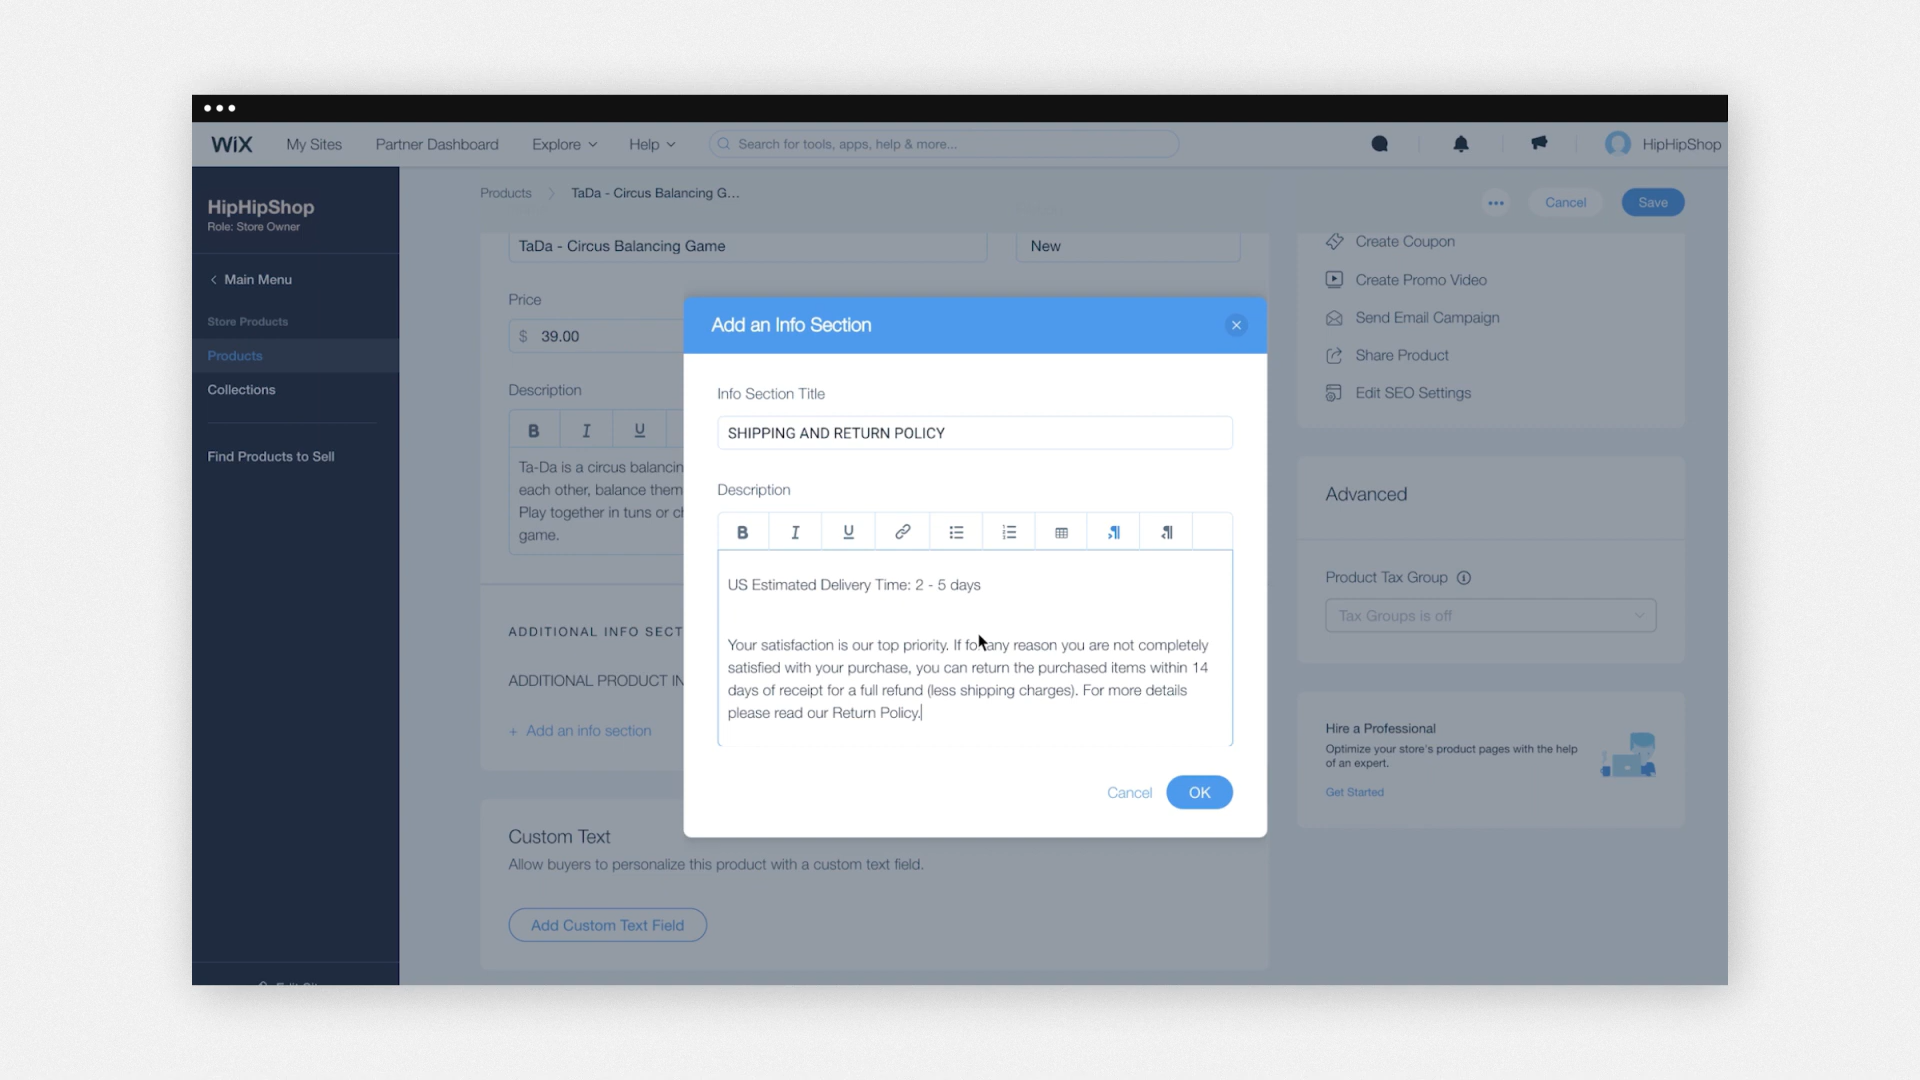 WiX
My Sites
Partner Dashboard
Explore
Help
Search for tools, apps, help & more...
HipHipShop
HipHipShop
Role: Store Owner
Main Menu
Store Products
Products
Collections
Find Products to Sell
Products
TaDa - Circus Balancing G...
Cancel
Save
TaDa - Circus Balancing Game
New
Price
$ 39.00
Description
B I U
Ta-Da is a circus
each other, balance them
Play together in tuns or
game.
ADDITIONAL INFO
ADDITIONAL PRODUCT
+ Add an info section
Custom Text
Allow buyers to personalize this product with a custom text field.
Add Custom Text Field
Add an Info Section
Info Section Title
SHIPPING AND RETURN POLICY
Description
B I U
US Estimated Delivery Time: 2 - 5 days
Your satisfaction is our top priority. If for any reason you are not completely
satisfied with your purchase, you can return the purchased items within 14
days of receipt for a full refund (less shipping charges). For more details
please read our Return Policy.
Cancel
OK
Create Coupon
Create Promo Video
Send Email Campaign
Share Product
Edit SEO Settings
Advanced
Product Tax Group
Tax Groups is off
Hire a Professional
Optimize your store's product pages with the help
of an expert.
Get Started